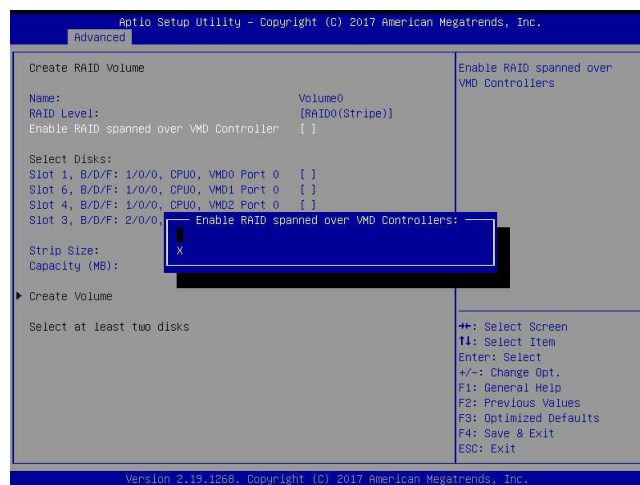 Aptio Setup Utility – Copyright (C) 2017 American Megatrends, Inc.
Advanced
Create RAID Volume
Name: Volume0
RAID Level: [RAID0(Stripe)]
Enable RAID spanned over VMD Controller [ ]
Select Disks:
Slot 1, B/D/F: 1/0/0, CPU0, VMD0 Port 0 [ ]
Slot 6, B/D/F: 1/0/0, CPU0, VMD1 Port 0 [ ]
Slot 4, B/D/F: 1/0/0, CPU0, VMD2 Port 0 [ ]
Slot 3, B/D/F: 2/0/0,
Enable RAID spanned over VMD Controllers:
X
Strip Size:
Capacity (MB):
Create Volume
Select at least two disks
Enable RAID spanned over
VMD Controllers
→←: Select Screen
↑↓: Select Item
Enter: Select
+/-: Change Opt.
F1: General Help
F2: Previous Values
F3: Optimized Defaults
F4: Save & Exit
ESC: Exit
Version 2.19.1268. Copyright (C) 2017 American Megatrends, Inc.